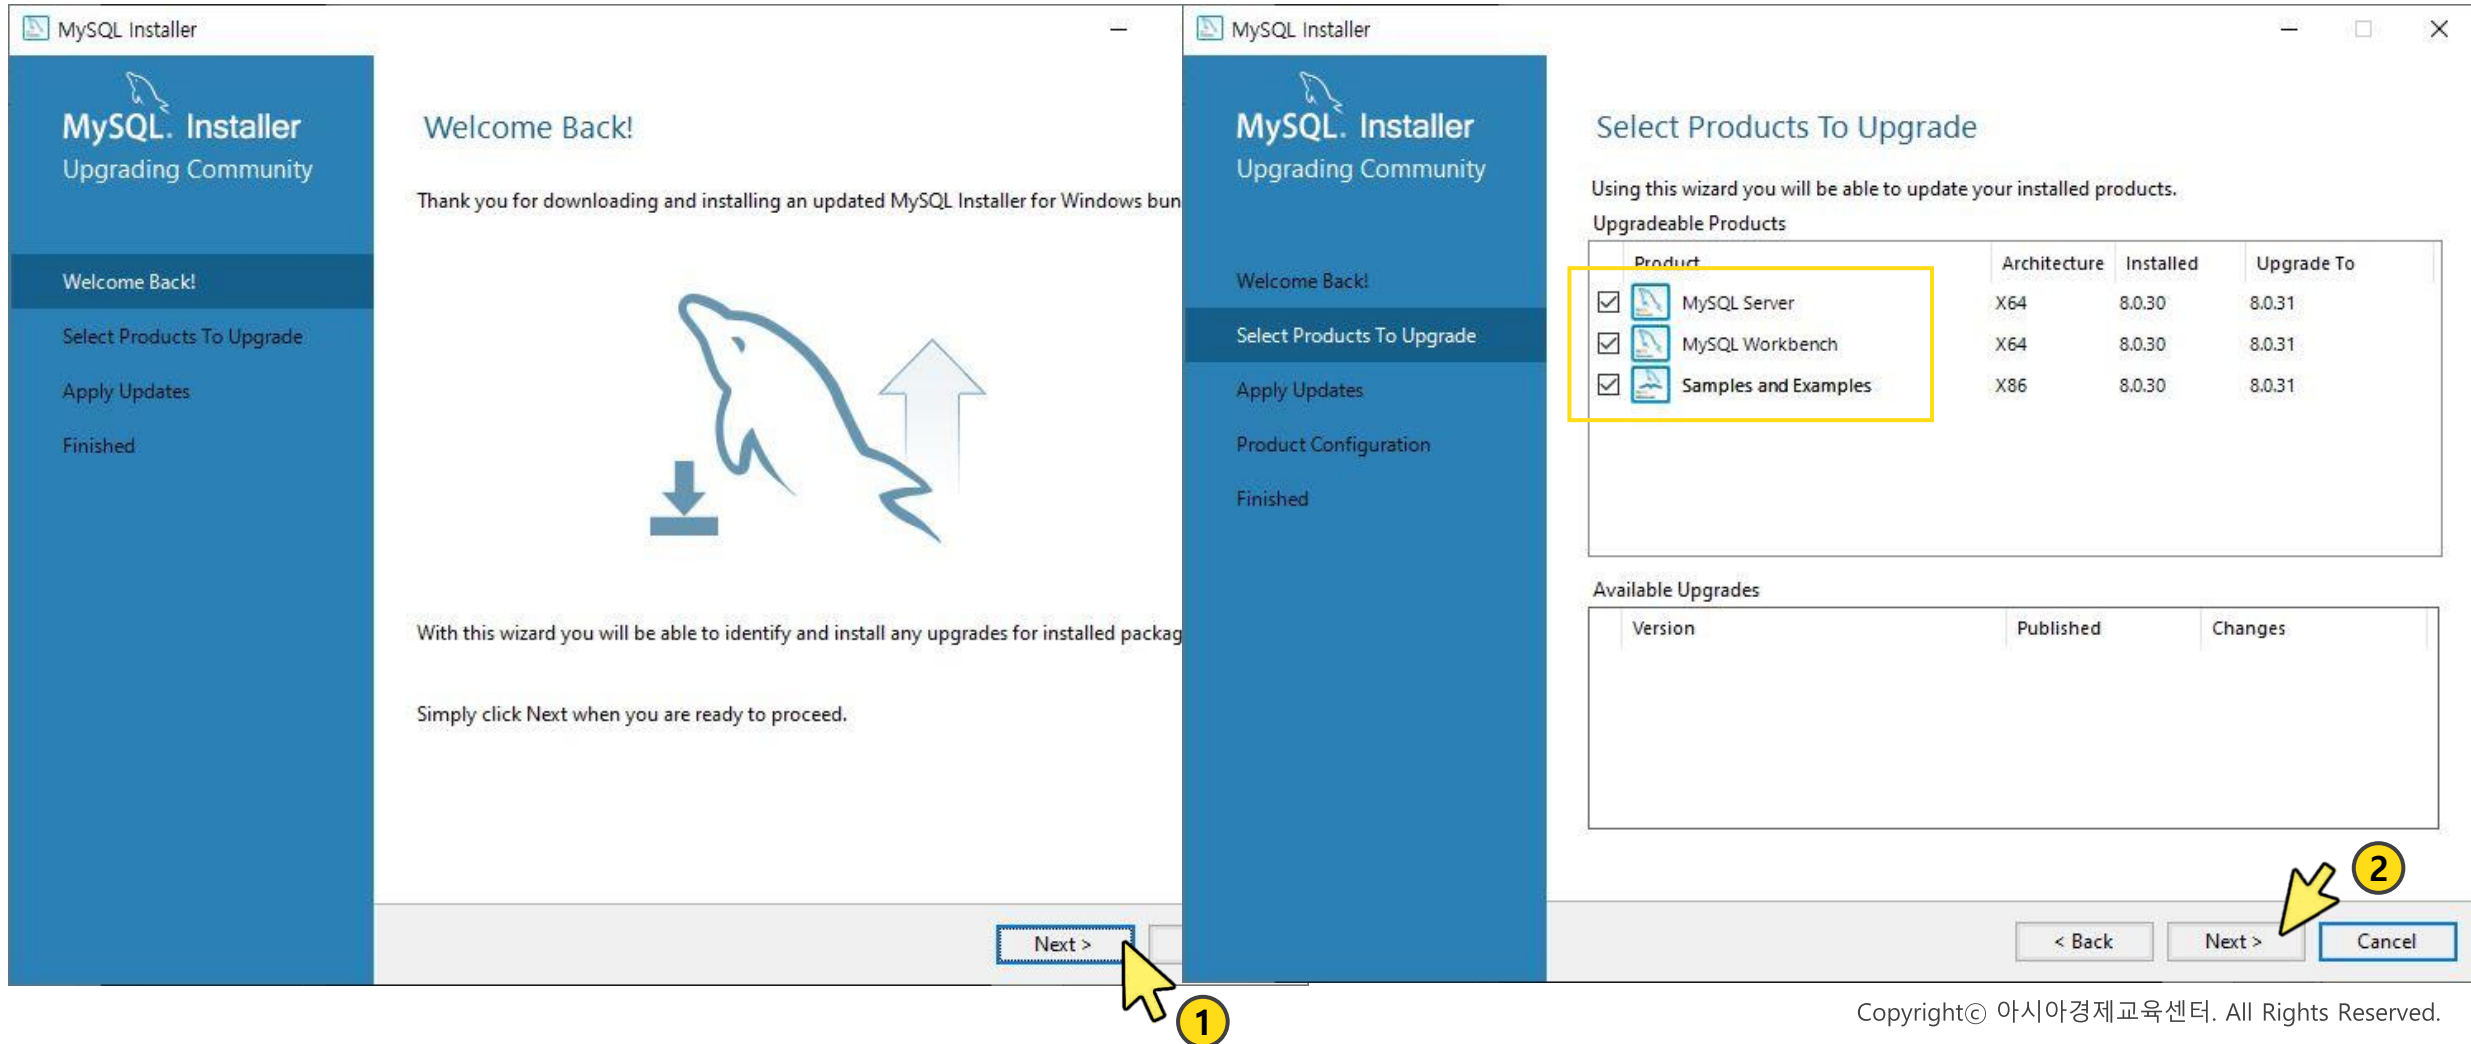 MySQL Installer
MySQL. Installer
Upgrading Community
Welcome Back!
Select Products To Upgrade
Apply Updates
Finished
Welcome Back!
Thank you for downloading and installing an updated MySQL Installer for Windows bun
With this wizard you will be able to identify and install any upgrades for installed packag
Simply click Next when you are ready to proceed.
Next >
1
MySQL Installer
MySQL. Installer
Upgrading Community
Welcome Back!
Select Products To Upgrade
Apply Updates
Product Configuration
Finished
Select Products To Upgrade
Using this wizard you will be able to update your installed products.
Upgradeable Products
Product Architecture Installed Upgrade To
MySQL Server X64 8.0.30 8.0.31
MySQL Workbench X64 8.0.30 8.0.31
Samples and Examples X86 8.0.30 8.0.31
Available Upgrades
Version Published Changes
2
< Back Next > Cancel
Copyrightⓒ 아시아경제교육센터. All Rights Reserved.